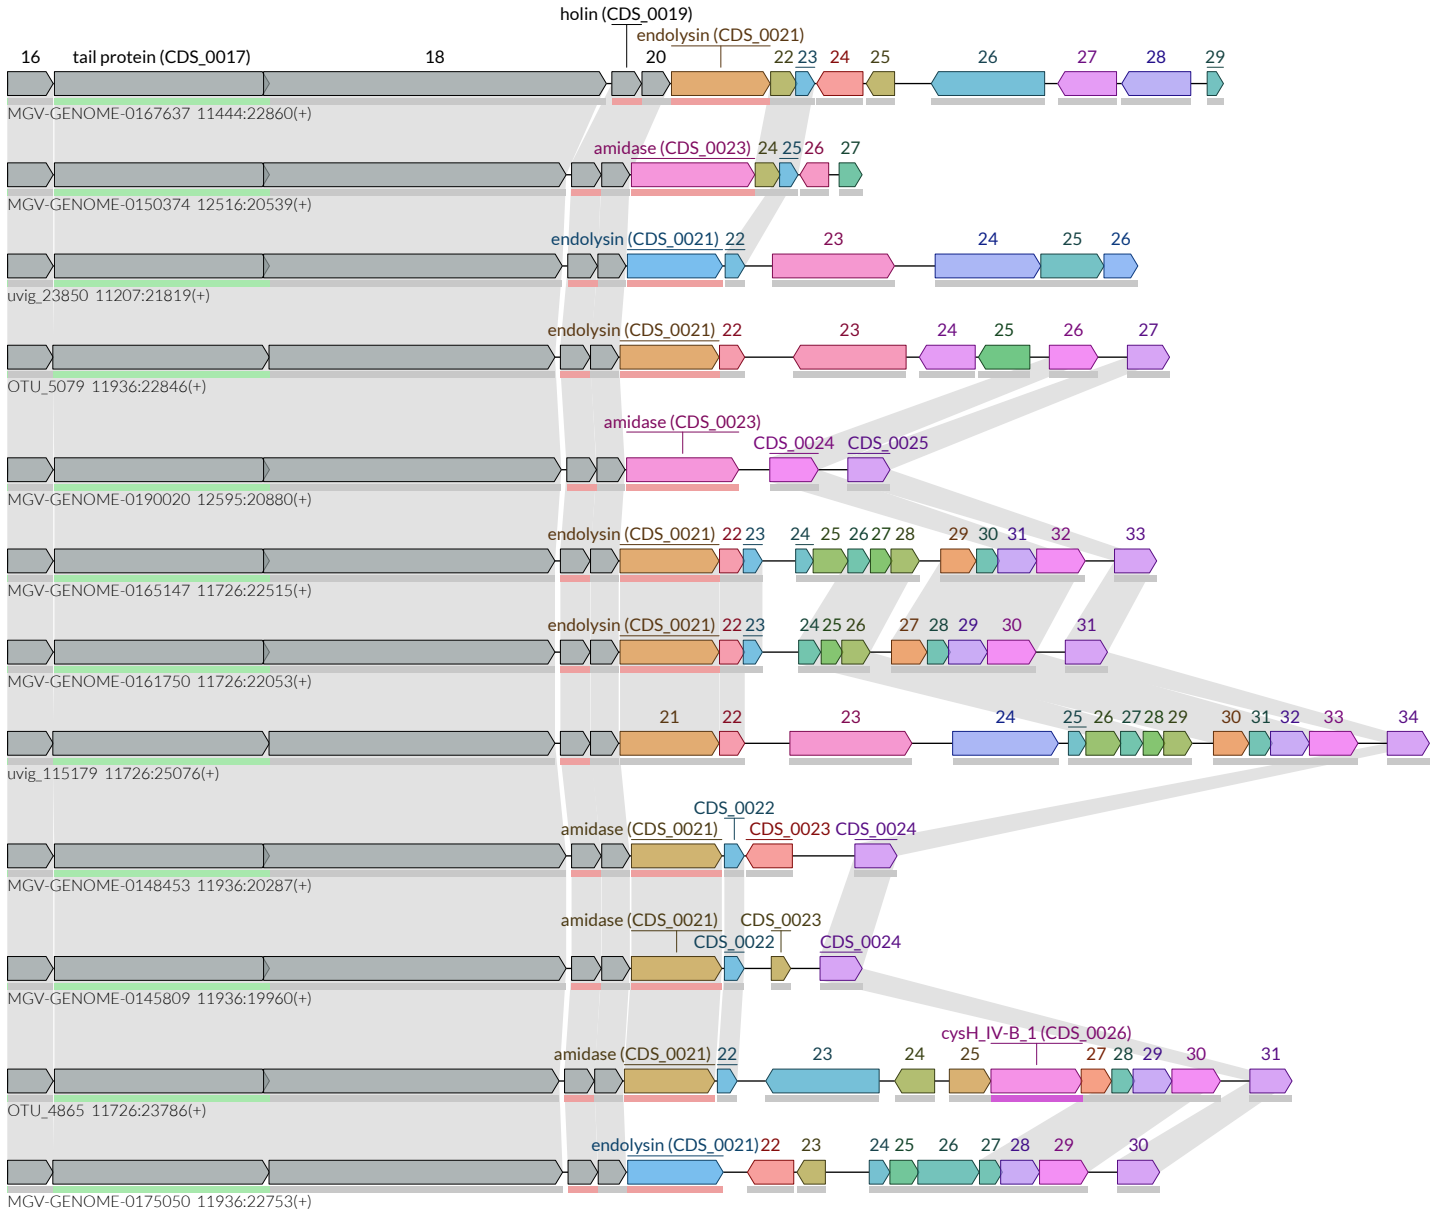 holin (CDS_0019)
endolysin (CDS_0021)
16 tail protein (CDS_0017) 18 20 22 23 24 25 26 27 28 29
MGV-GENOME-0167637 11444:22860(+)
amidase (CDS_0023) 24 25 26 27
MGV-GENOME-0150374 12516:20539(+)
endolysin (CDS_0021) 22 23 24 25 26
uvig_23850 11207:21819(+)
endolysin (CDS_0021) 22 23 24 25 26 27
OTU_5079 11936:22846(+)
amidase (CDS_0023)
CDS_0024 CDS_0025
MGV-GENOME-0190020 12595:20880(+)
endolysin (CDS_0021) 22 23 24 25 26 27 28 29 30 31 32 33
MGV-GENOME-0165147 11726:22515(+)
endolysin (CDS_0021) 22 23 24 25 26 27 28 29 30 31
MGV-GENOME-0161750 11726:22053(+)
21 22 23 24 25 26 27 28 29 30 31 32 33 34
uvig_115179 11726:25076(+)
CDS_0022
amidase (CDS_0021) CDS_0023 CDS_0024
MGV-GENOME-0148453 11936:20287(+)
amidase (CDS_0021) CDS_0023
CDS_0022 CDS_0024
MGV-GENOME-0145809 11936:19960(+)
cysH_IV-B_1 (CDS_0026)
amidase (CDS_0021) 22 23 24 25 27 28 29 30 31
OTU_4865 11726:23786(+)
endolysin (CDS_0021) 22 23 24 25 26 27 28 29 30
MGV-GENOME-0175050 11936:22753(+)